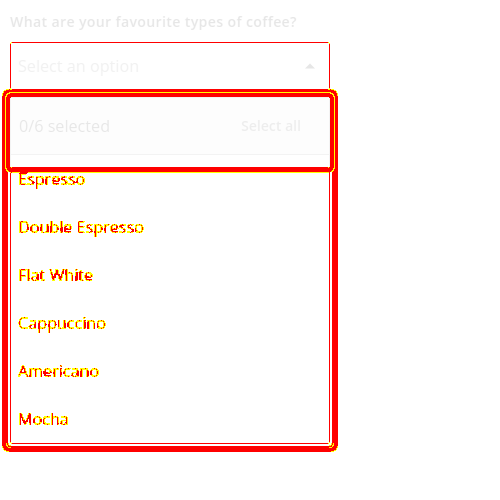 What are your favourite types of coffee?
Select an option
0/6 selected Select all
Espresso
Double Espresso
Flat White
Cappuccino
Americano
Mocha